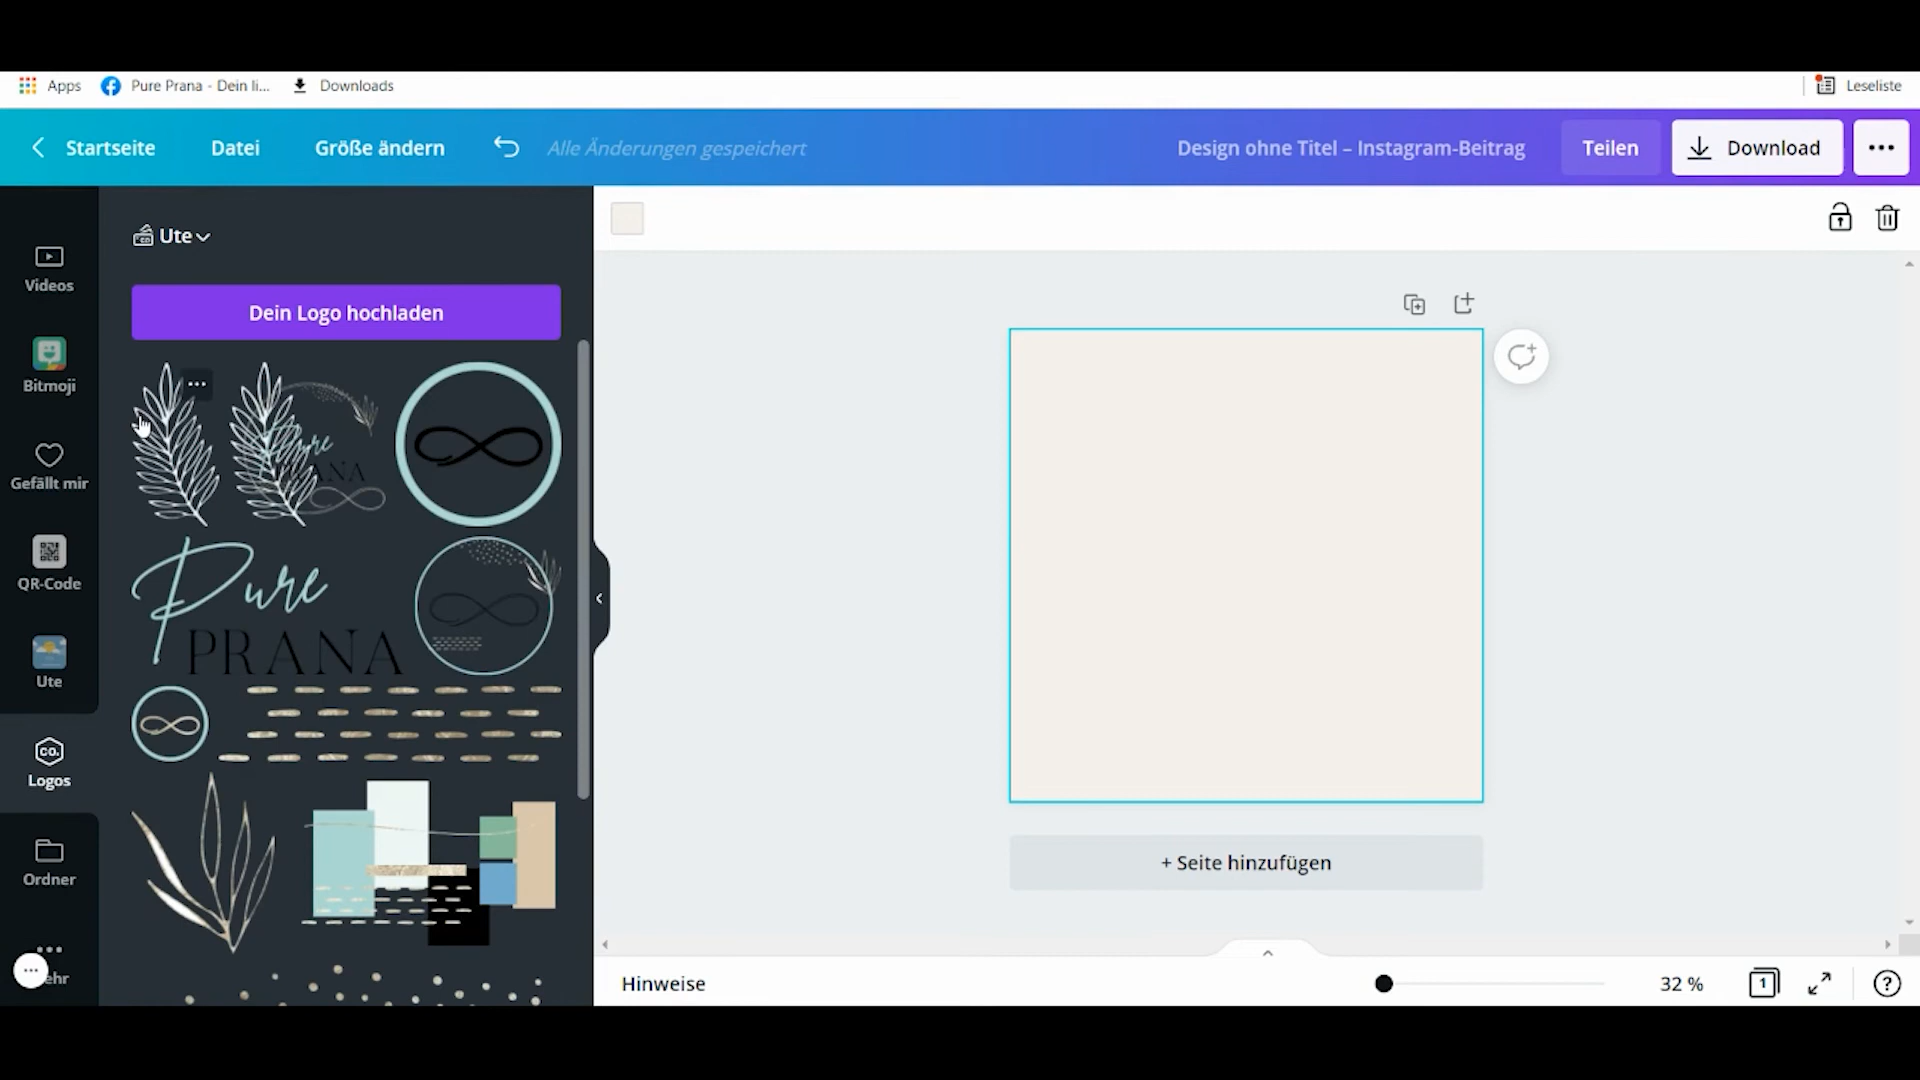 Apps
Pure Prana - Dein li...
Downloads
Leseliste
Startseite
Datei
Größe ändern
Alle Änderungen gespeichert
Design ohne Titel – Instagram-Beitrag
Teilen
Download
Ute
Dein Logo hochladen
Videos
Bitmoji
Gefällt mir
QR-Code
Ute
CO.
Logos
Ordner
Pure
PRANA
+ Seite hinzufügen
Hinweise
32 %
1
?